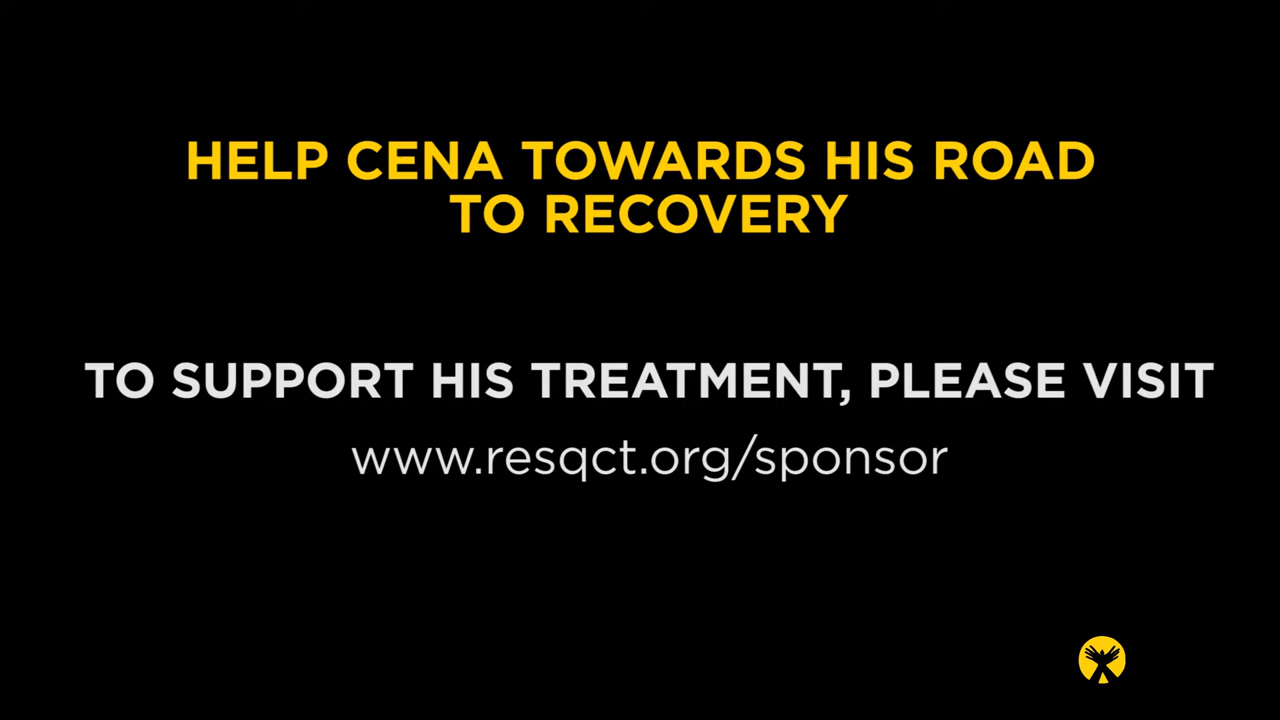 HELP CENA TOWARDS HIS ROAD
TO RECOVERY
TO SUPPORT HIS TREATMENT, PLEASE VISIT
www.resqct.org/sponsor